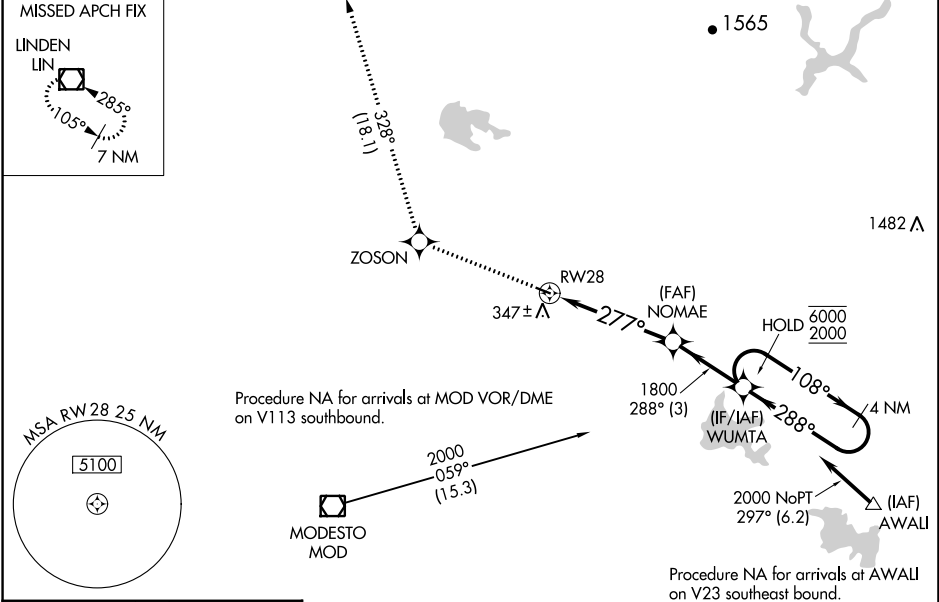 MISSED APCH FIX
LINDEN
LIN
285°
105°
7 NM
328°
(18.1)
1565
1482
ZOSON
RW28
347±
277°
(FAF)
NOMAE
HOLD
6000
2000
108°
4 NM
288°
1800
288° (3)
(IF/IAF)
WUMTA
Procedure NA for arrivals at MOD VOR/DME
on V113 southbound.
MSA RW 28 25 NM
5100
2000
059°
(15.3)
MODESTO
MOD
2000 NoPT
297° (6.2)
(IAF)
AWALI
Procedure NA for arrivals at AWALI
on V23 southeast bound.